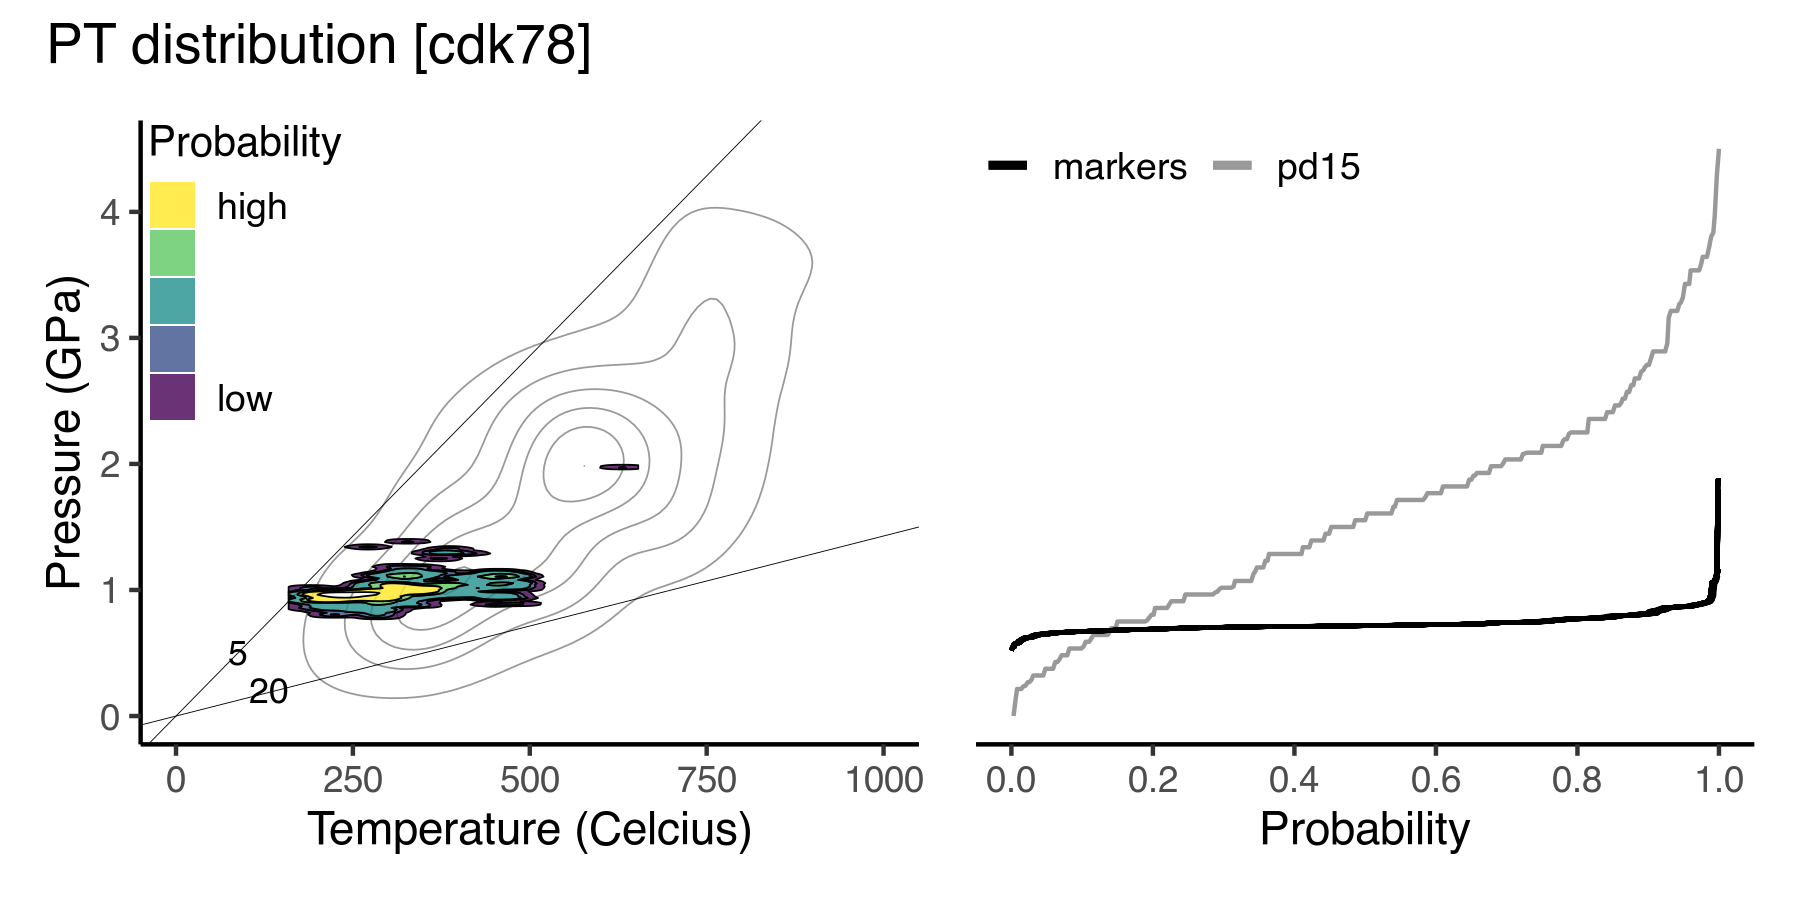 PT distribution [cdk78]
Probability
high
low
4
3
2
1
0
Pressure (GPa)
5
20
0 250 500 750 1000
Temperature (Celcius)
markers pd15
0.0 0.2 0.4 0.6 0.8 1.0
Probability